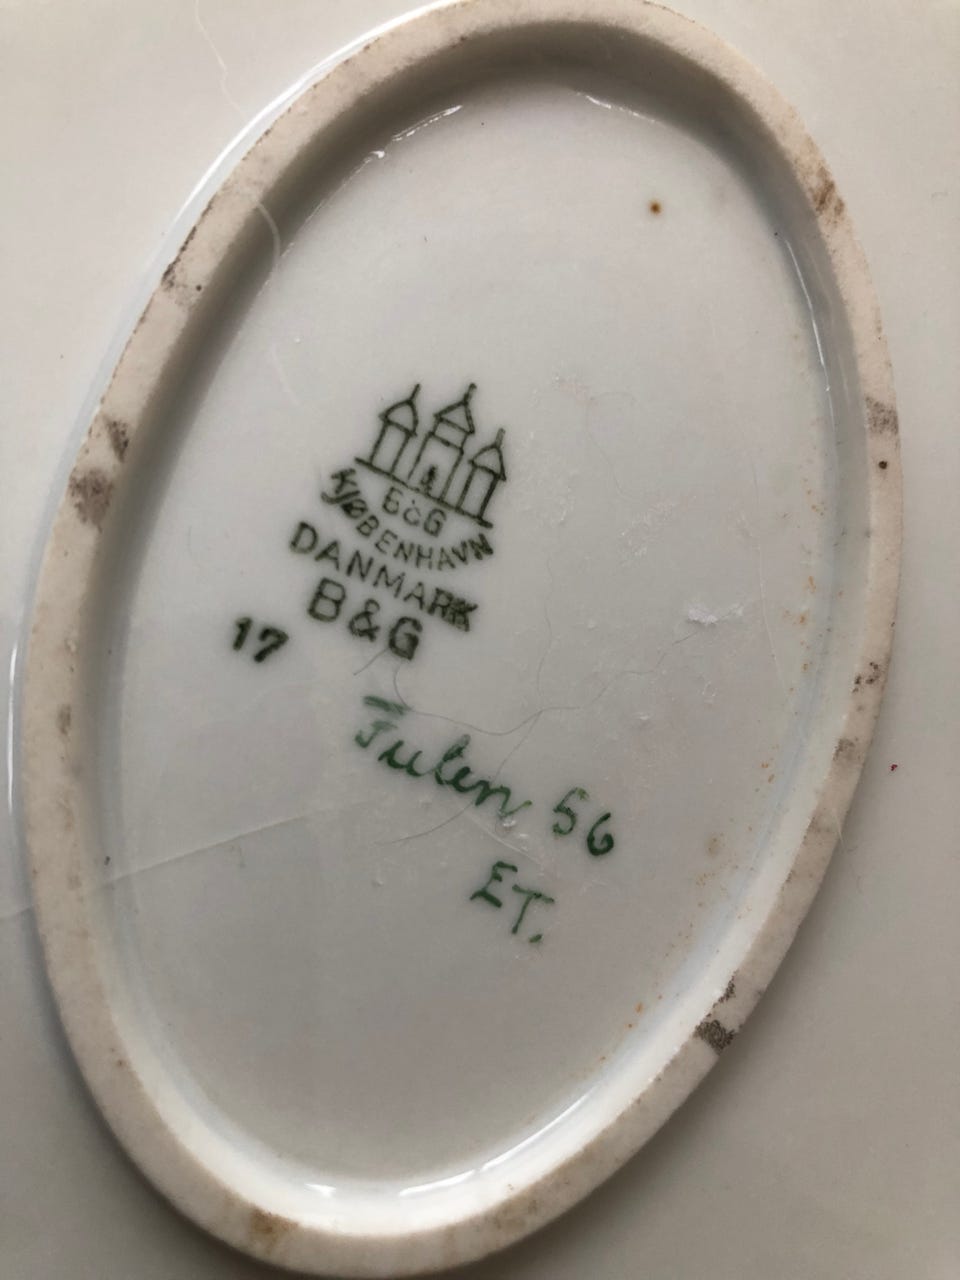 B&G
KJØBENHAVN
DANMARK
B&G
17
Julen 56
ET.